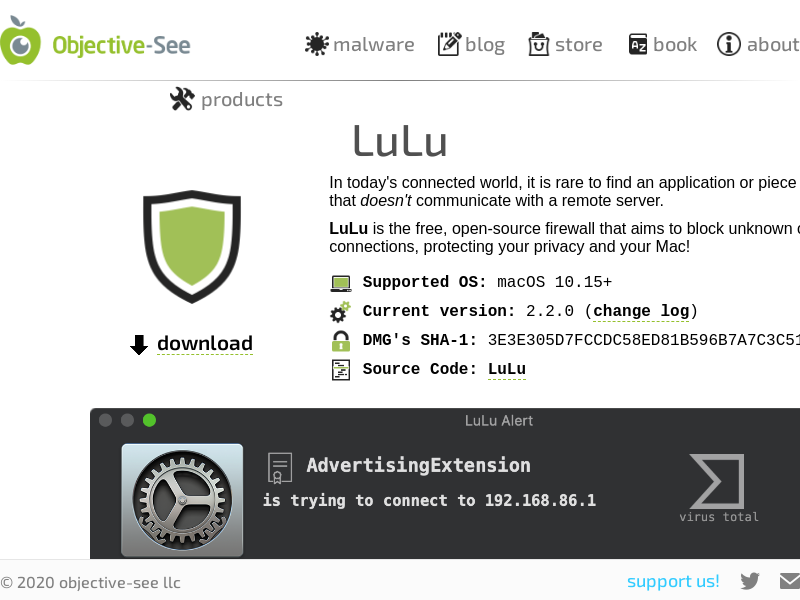 Objective-See
malware
blog
store
book
about
products
LuLu
In today's connected world, it is rare to find an application or piece
that doesn't communicate with a remote server.
LuLu is the free, open-source firewall that aims to block unknown
connections, protecting your privacy and your Mac!
Supported OS: macOS 10.15+
Current version: 2.2.0 (change log)
DMG's SHA-1: 3E3E305D7FCCDC58ED81B596B7A7C3C51
Source Code: LuLu
download
LuLu Alert
AdvertisingExtension
is trying to connect to 192.168.86.1
virus total
© 2020 objective-see llc
support us!